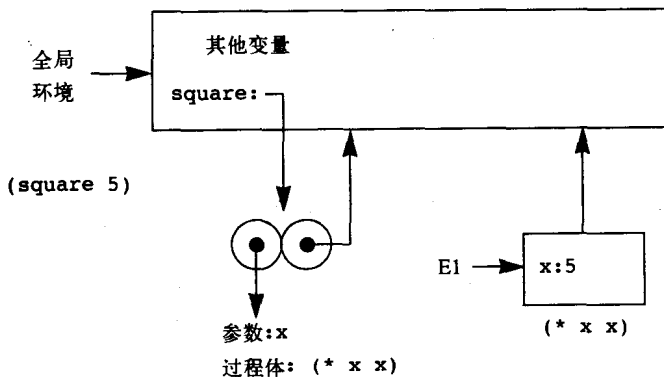 其他变量
全局
环境
square:
(square 5)
E1
x:5
(* x x)
参数:x
过程体: (* x x)